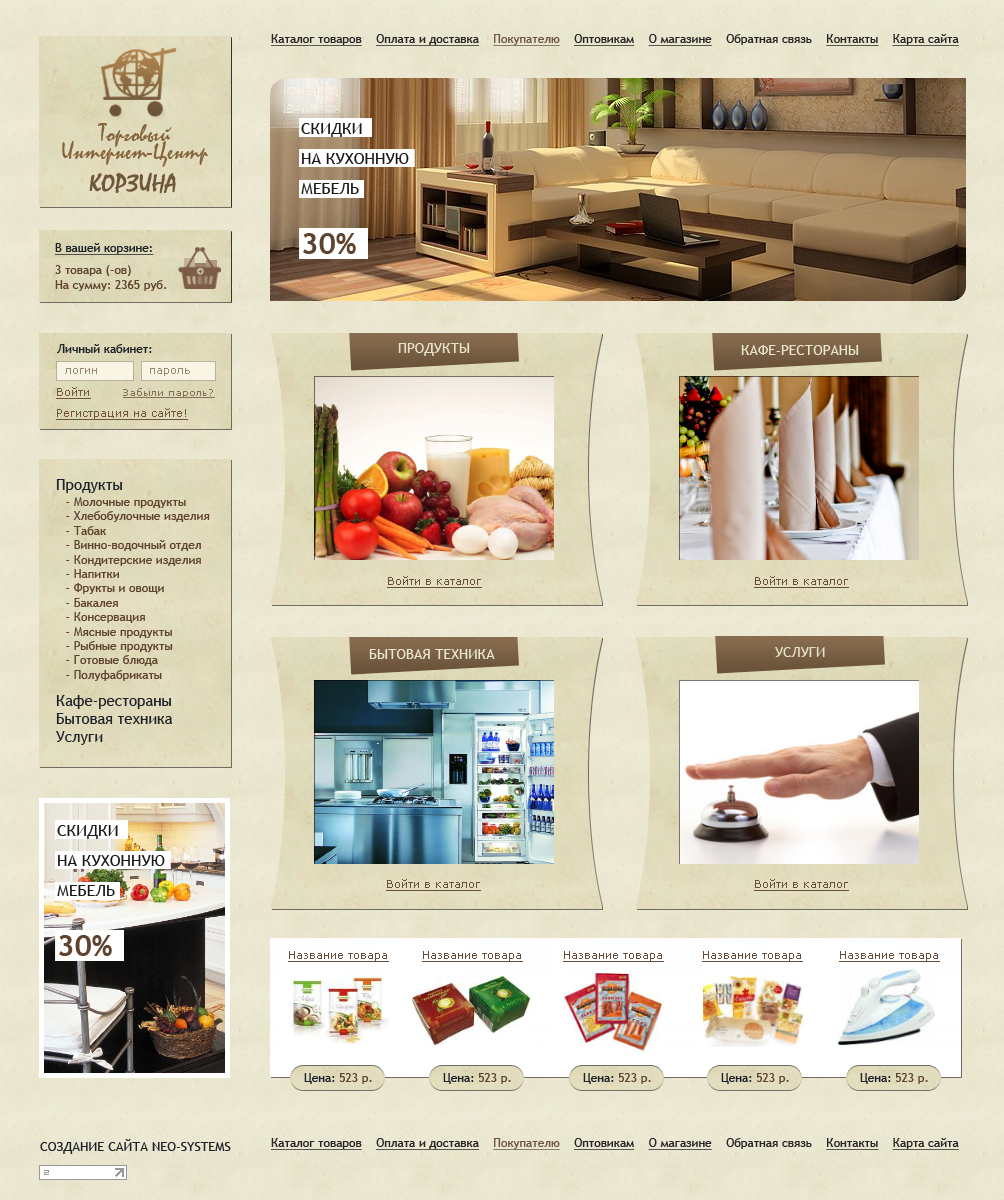 Каталог товаров Оплата и доставка Покупателю Оптовикам О магазине Обратная связь Контакты Карта сайта
Торговый
Интернет-Центр
КОРЗИНА
СКИДКИ
НА КУХОННУЮ
МЕБЕЛЬ
30%
В вашей корзине:
3 товара (-ов)
На сумму: 2365 руб.
Личный кабинет:
логин пароль
Войти Забыли пароль?
Регистрация на сайте!
ПРОДУКТЫ
Войти в каталог
КАФЕ-РЕСТОРАНЫ
Войти в каталог
Продукты
- Молочные продукты
- Хлебобулочные изделия
- Табак
- Винно-водочный отдел
- Кондитерские изделия
- Напитки
- Фрукты и овощи
- Бакалея
- Консервация
- Мясные продукты
- Рыбные продукты
- Готовые блюда
- Полуфабрикаты
Кафе-рестораны
Бытовая техника
Услуги
БЫТОВАЯ ТЕХНИКА
Войти в каталог
УСЛУГИ
Войти в каталог
СКИДКИ
НА КУХОННУЮ
МЕБЕЛЬ
30%
Название товара Название товара Название товара Название товара Название товара
Цена: 523 р. Цена: 523 р. Цена: 523 р. Цена: 523 р. Цена: 523 р.
СОЗДАНИЕ САЙТА NEO-SYSTEMS
Каталог товаров Оплата и доставка Покупателю Оптовикам О магазине Обратная связь Контакты Карта сайта
2